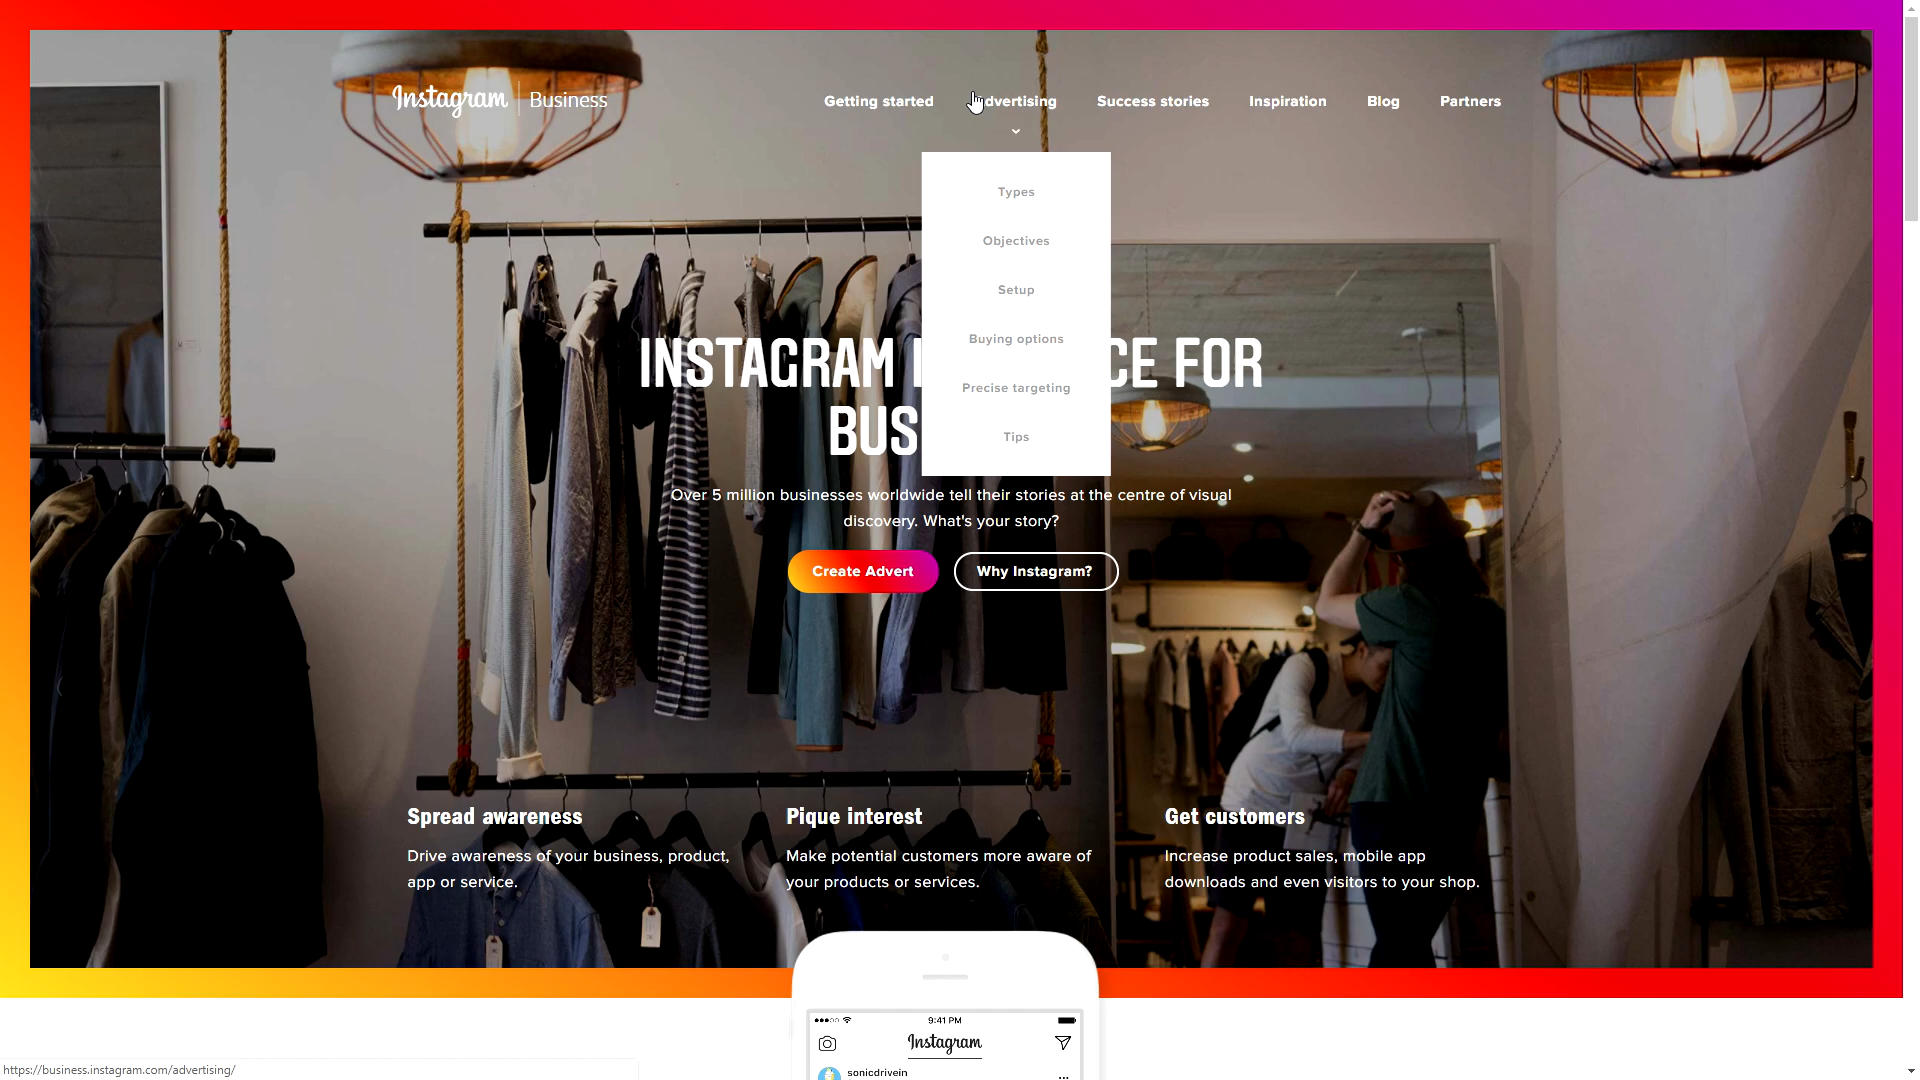 Instagram | Business
Getting started
dvertising
Success stories
Inspiration
Blog
Partners
Types
Objectives
Setup
Buying options
Precise targeting
Tips
INSTAGRAM CE FOR
BUS
Over 5 million businesses worldwide tell their stories at the centre of visual
discovery. What's your story?
Create Advert
Why Instagram?
Spread awareness
Drive awareness of your business, product,
app or service.
Pique interest
Make potential customers more aware of
your products or services.
Get customers
Increase product sales, mobile app
downloads and even visitors to your shop.
9:41 PM
Instagram
sonicdrivein
https://business.instagram.com/advertising/